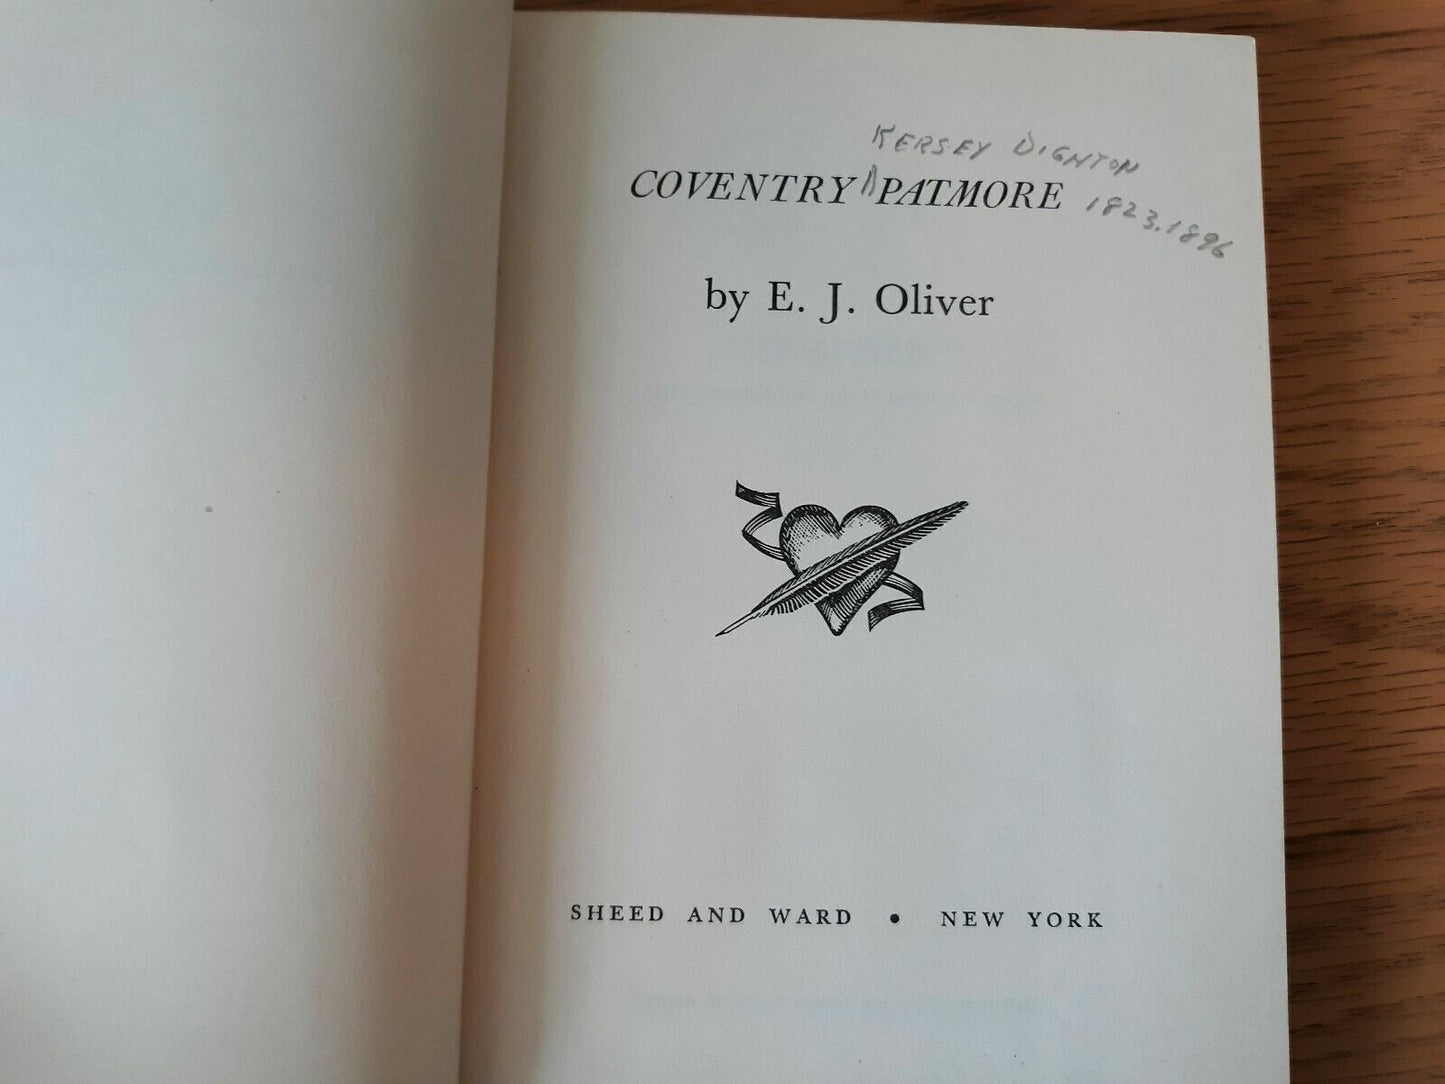 KERSEY DIGHTON
COVENTRY PATMORE 1823.1896
by E. J. Oliver
SHEED AND WARD • NEW YORK